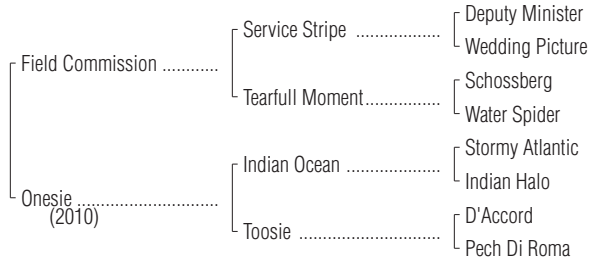 Deputy Minister
Service Stripe ..................
Wedding Picture
Field Commission ............
Schossberg
Tearfull Moment................
Water Spider
Stormy Atlantic
Indian Ocean ....................
Indian Halo
Onesie ..............................
(2010)
D'Accord
Toosie ..............................
Pech Di Roma